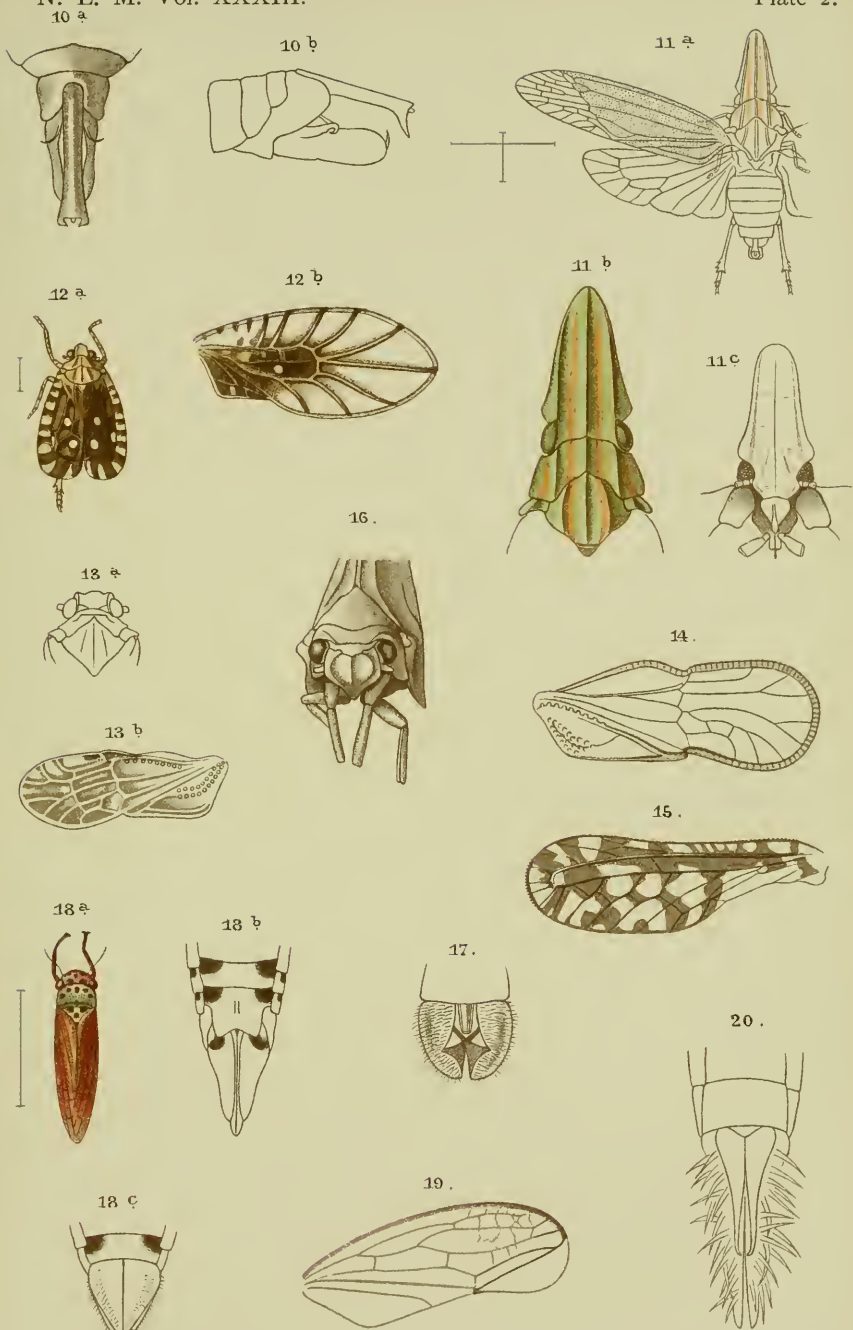 N. L. M. Vol. XXXIII.
Plate 2.
10 a
10 b
11 a
12 a
12 b
11 b
11 c
13 a
16.
14.
13 b
15.
18 a
18 b
17.
20.
18 c
19.